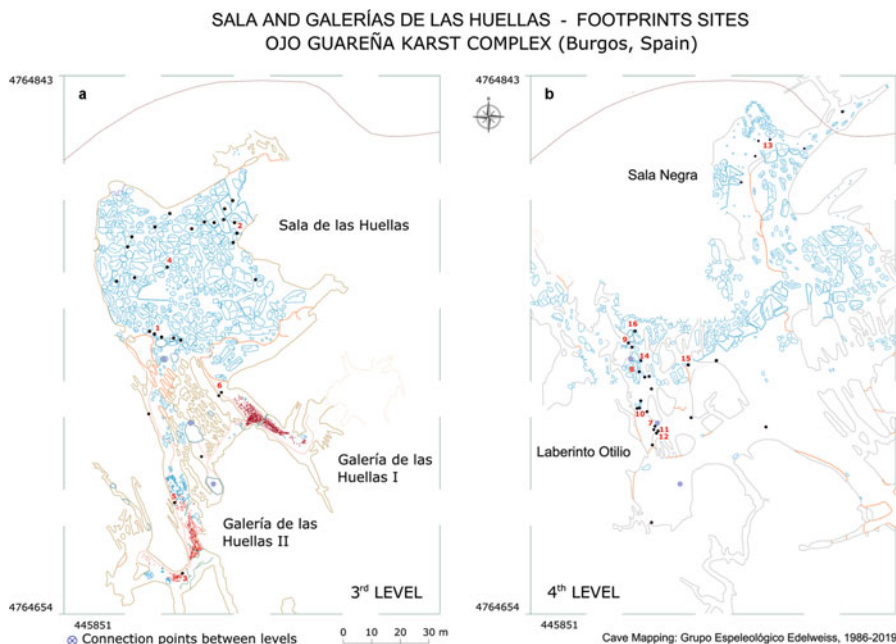 SALA AND GALERÍAS DE LAS HUELLAS - FOOTPRINTS SITES
OJO GUAREÑA KARST COMPLEX (Burgos, Spain)
4764843
a
2
Sala de las Huellas
4
1
6
Galería de las
Huellas I
5
Galería de las
Huellas II
3
3rd LEVEL
4764654
445851
Connection points between levels
0 10 20 30 m
4764843
b
13
Sala Negra
16
9
14
15
8
10
7
11
12
Laberinto Otilio
4th LEVEL
4764654
445851
Cave Mapping: Grupo Espeleológico Edelweiss, 1986-2013